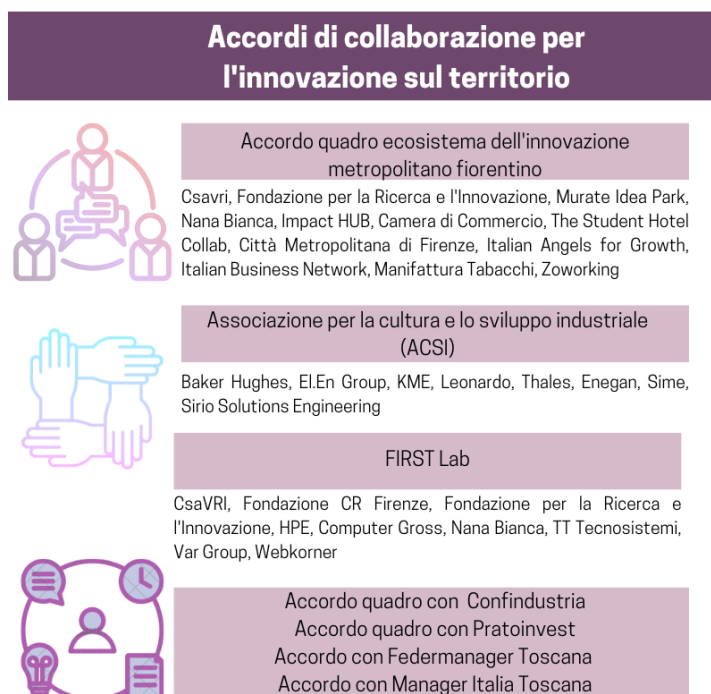 Accordi di collaborazione per
l'innovazione sul territorio
Accordo quadro ecosistema dell'innovazione
metropolitano fiorentino
Csavri, Fondazione per la Ricerca e l'Innovazione, Murate Idea Park,
Nana Bianca, Impact HUB, Camera di Commercio, The Student Hotel
Collab, Città Metropolitana di Firenze, Italian Angels for Growth,
Italian Business Network, Manifattura Tabacchi, Zoworking
Associazione per la cultura e lo sviluppo industriale
(ACSI)
Baker Hughes, El.En Group, KME, Leonardo, Thales, Enegan, Sime,
Sirio Solutions Engineering
FIRST Lab
CsaVRI, Fondazione CR Firenze, Fondazione per la Ricerca e
l'Innovazione, HPE, Computer Gross, Nana Bianca, TT Tecnosistemi,
Var Group, Webkorner
Accordo quadro con Confindustria
Accordo quadro con Pratoinvest
Accordo con Federmanager Toscana
Accordo con Manager Italia Toscana